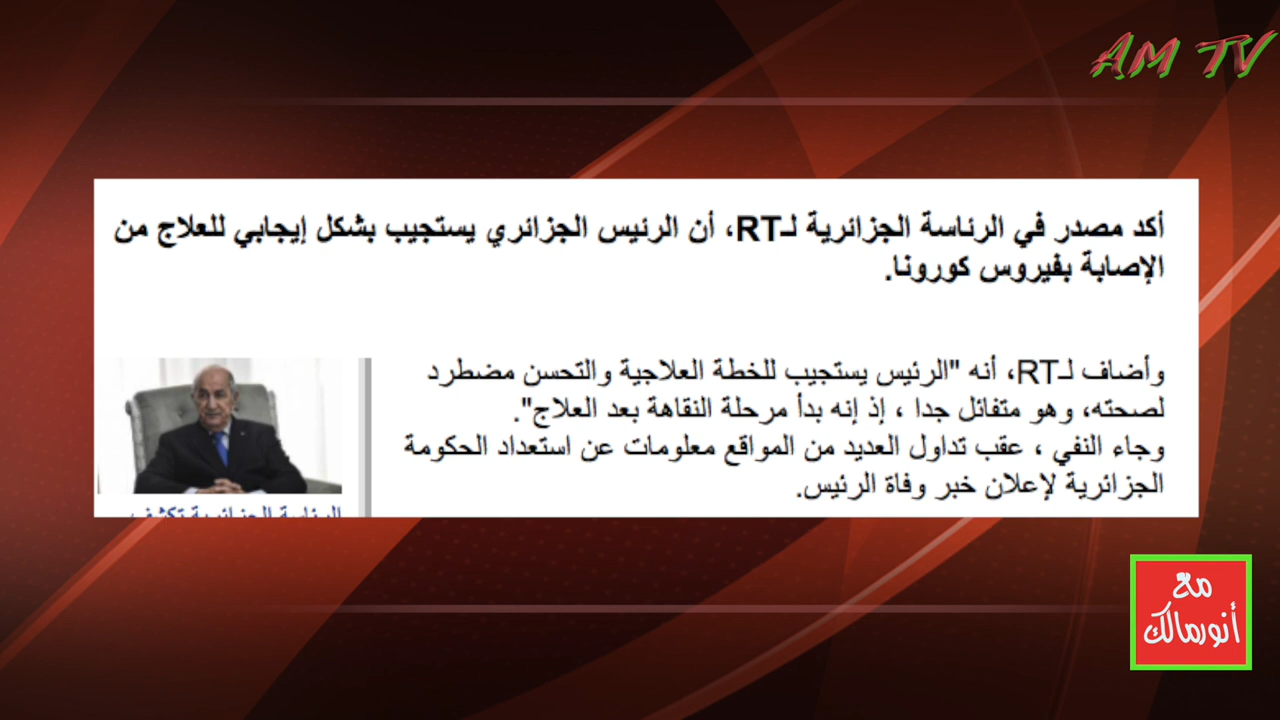 AM TV
أكد مصدر في الرئاسة الجزائرية لـRT، أن الرئيس الجزائري يستجيب بشكل إيجابي للعلاج من
الإصابة بفيروس كورونا.
وأضاف لـRT، أنه "الرئيس يستجيب للخطة العلاجية والتحسن مضطرد
لصحته، وهو متفائل جدا ، إذ إنه بدأ مرحلة النقاهة بعد العلاج".
وجاء النفي ، عقب تداول العديد من المواقع معلومات عن استعداد الحكومة
الجزائرية لإعلان خبر وفاة الرئيس.
الرئاسة الجزائرية تكشف
مع
أنورمالك